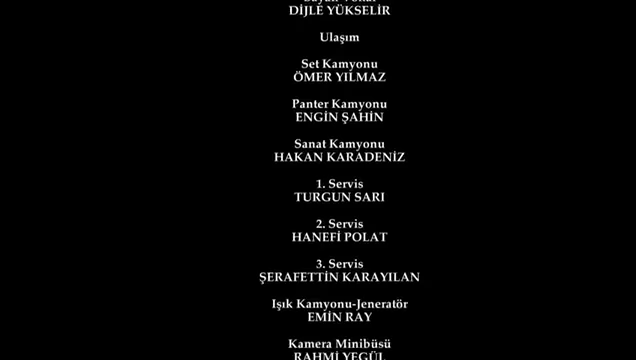 DİJLE YÜKSELİR
Ulaşım
Set Kamyonu
ÖMER YILMAZ
Panter Kamyonu
ENGİN ŞAHİN
Sanat Kamyonu
HAKAN KARADENİZ
1. Servis
TURGUN SARI
2. Servis
HANEFİ POLAT
3. Servis
ŞERAFETTİN KARAYILAN
Işık Kamyonu-Jeneratör
EMİN RAY
Kamera Minibüsü
RAHMİ YEGÜL